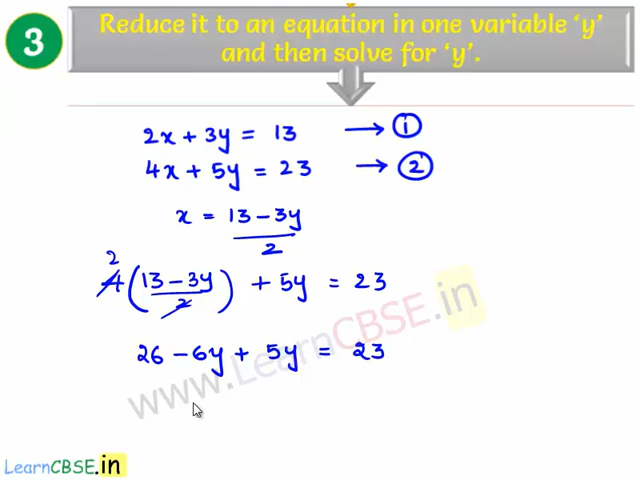 3
Reduce it to an equation in one variable ‘y’
and then solve for ‘y’.
2x + 3y = 13 → ①
4x + 5y = 23 → ②
x = (13 − 3y)/2
2
4 ((13 − 3y)/2) + 5y = 23
26 − 6y + 5y = 23
www.LearnCBSE.in
LearnCBSE.in